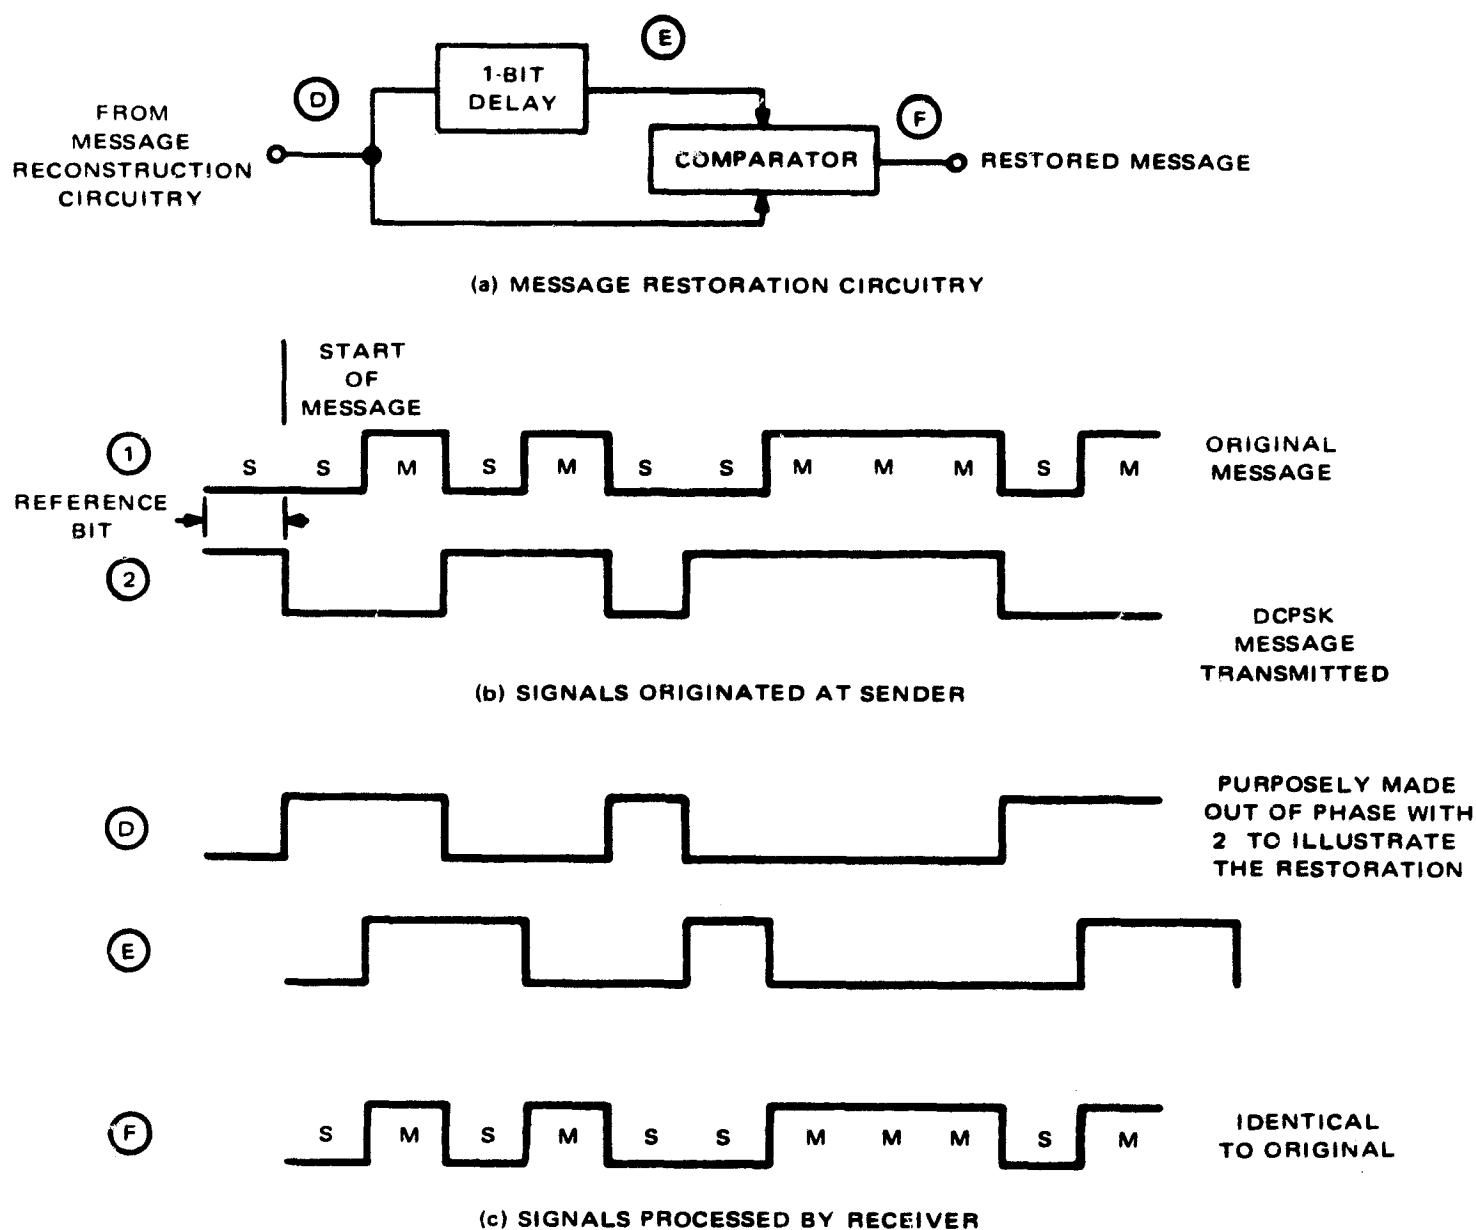 E
D
1-BIT
DELAY
FROM
MESSAGE
RECONSTRUCTION
CIRCUITRY
F
COMPARATOR
RESTORED MESSAGE
(a) MESSAGE RESTORATION CIRCUITRY
START
OF
MESSAGE
1
S S M S M S S M M M S M
ORIGINAL
MESSAGE
REFERENCE
BIT
2
DCPSK
MESSAGE
TRANSMITTED
(b) SIGNALS ORIGINATED AT SENDER
D
PURPOSELY MADE
OUT OF PHASE WITH
2 TO ILLUSTRATE
THE RESTORATION
E
F
S M S M S S M M M S M
IDENTICAL
TO ORIGINAL
(c) SIGNALS PROCESSED BY RECEIVER